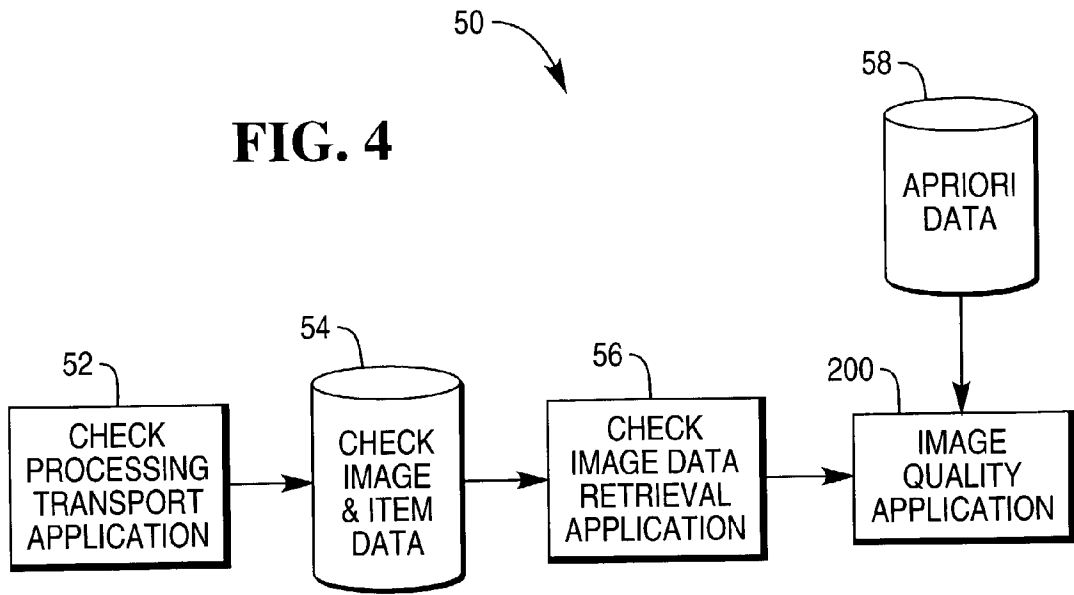 50
FIG. 4
58
APRIORI
DATA
52
CHECK
PROCESSING
TRANSPORT
APPLICATION
54
CHECK
IMAGE
& ITEM
DATA
56
CHECK
IMAGE DATA
RETRIEVAL
APPLICATION
200
IMAGE
QUALITY
APPLICATION